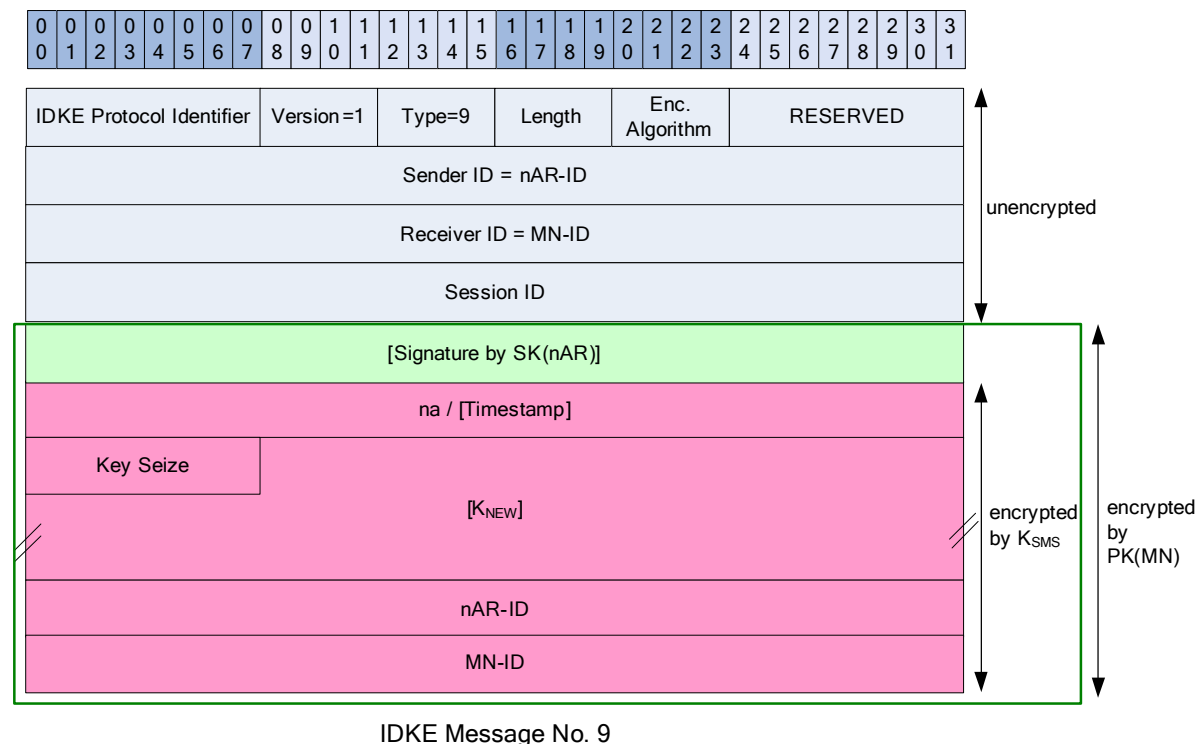 0 0 0 0 0 0 0 0 0 0 1 1 1 1 1 1 1 1 1 1 2 2 2 2 2 2 2 2 2 2 3 3
0 1 2 3 4 5 6 7 8 9 0 1 2 3 4 5 6 7 8 9 0 1 2 3 4 5 6 7 8 9 0 1
IDKE Protocol Identifier
Version=1
Type=9
Length
Enc.
Algorithm
RESERVED
Sender ID = nAR-ID
Receiver ID = MN-ID
Session ID
unencrypted
[Signature by SK(nAR)]
na / [Timestamp]
Key Seize
[KNEW]
nAR-ID
MN-ID
encrypted
by KSMS
encrypted
by
PK(MN)
IDKE Message No. 9